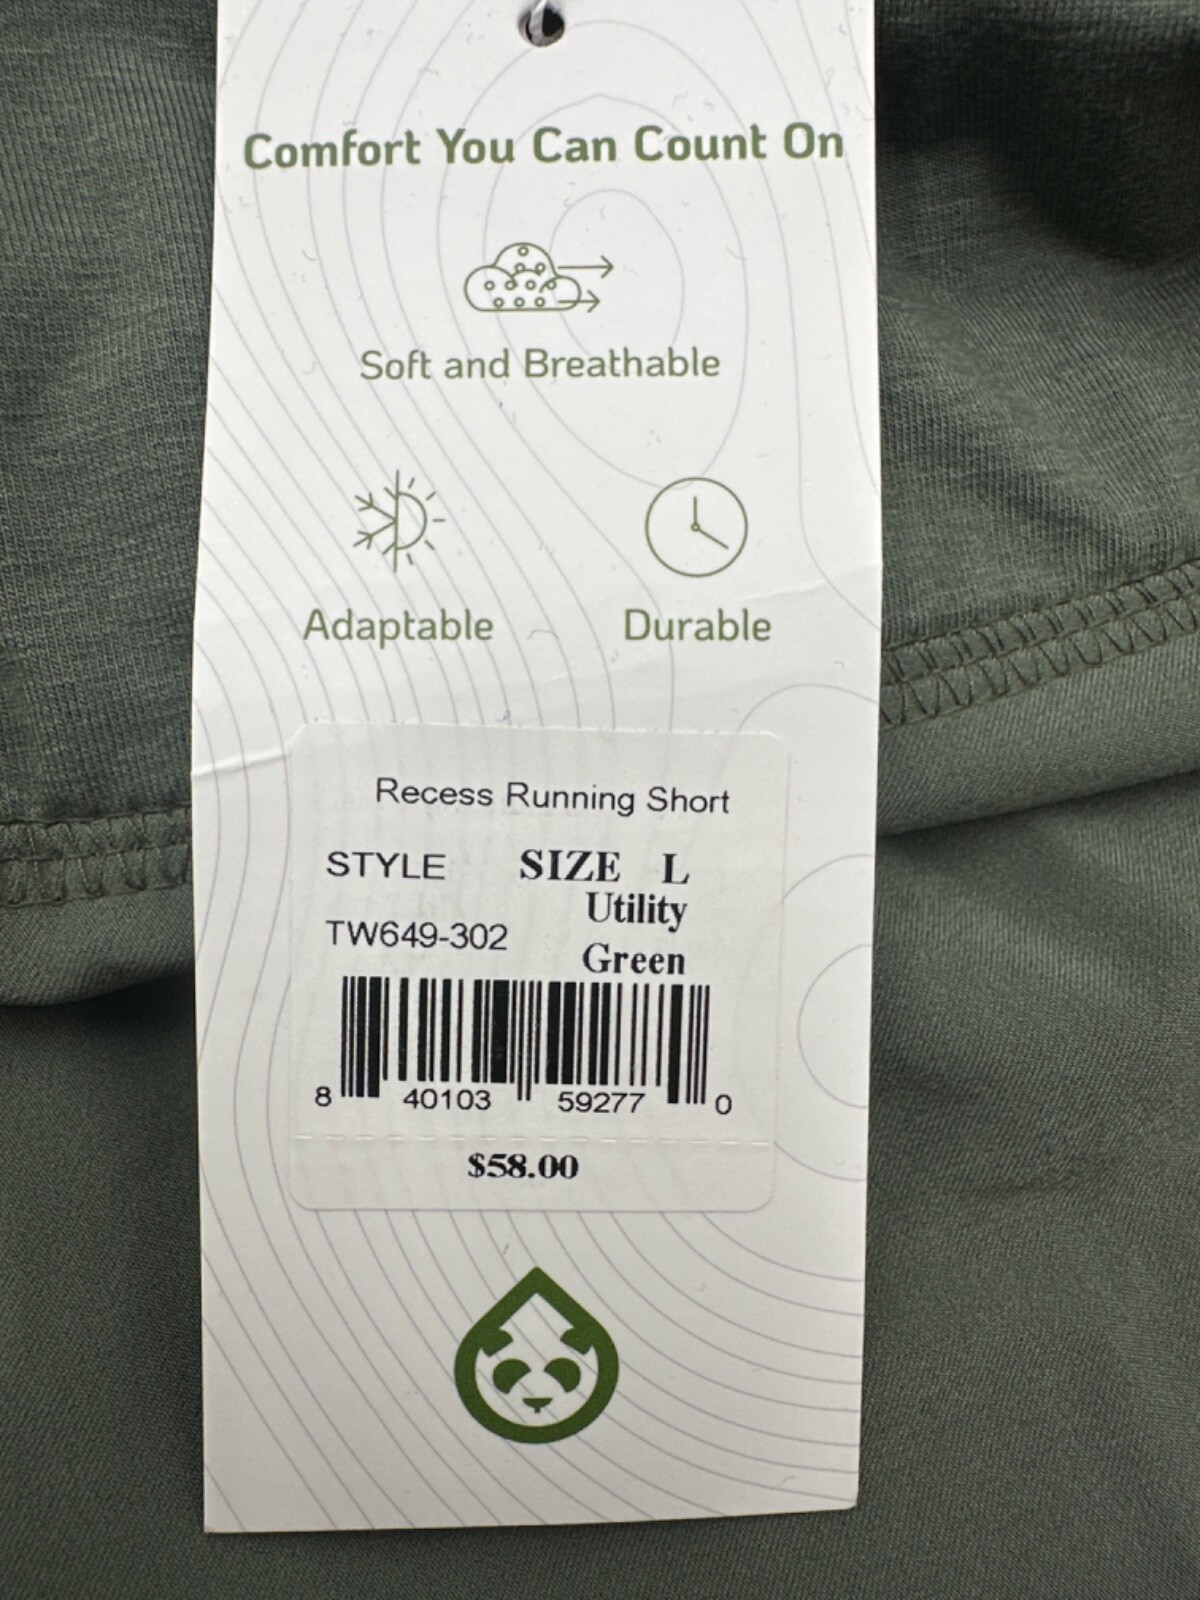 Comfort You Can Count On
Soft and Breathable
Adaptable Durable
Recess Running Short
STYLE SIZE L
Utility
TW649-302
Green
8 40103 59277 0
$58.00